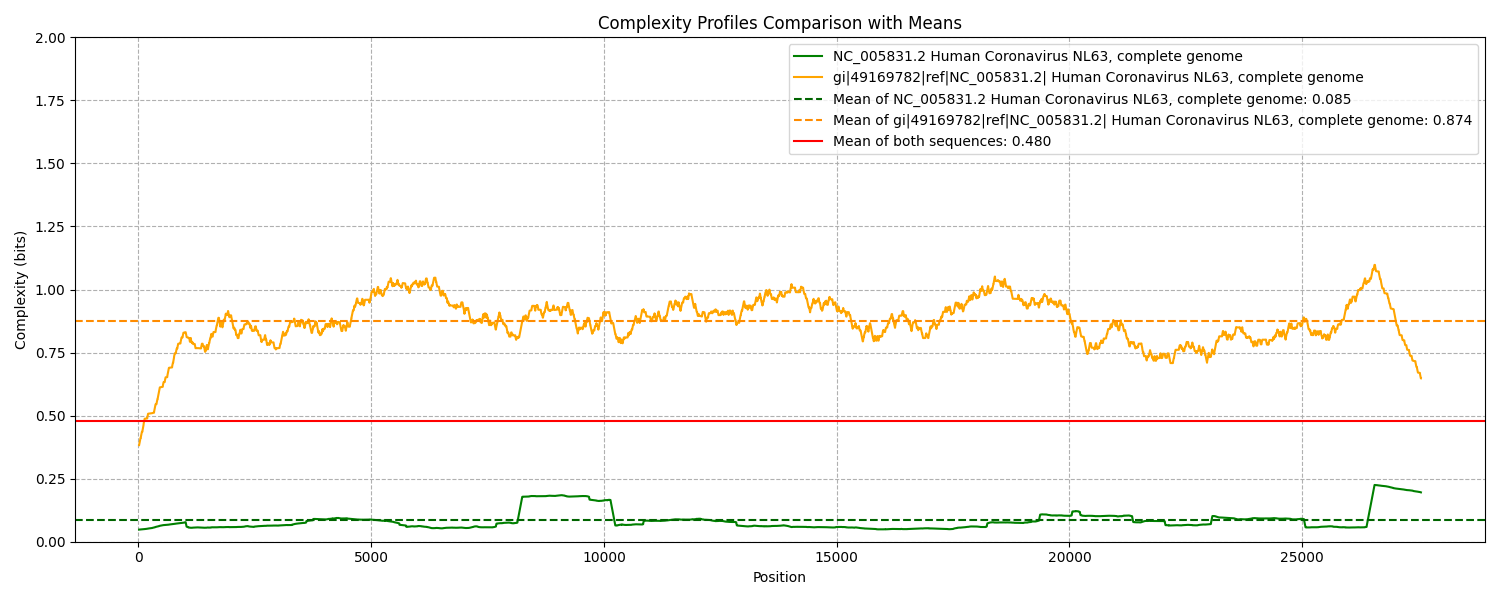 Complexity Profiles Comparison with Means
NC_005831.2 Human Coronavirus NL63, complete genome
gi|49169782|ref|NC_005831.2| Human Coronavirus NL63, complete genome
Mean of NC_005831.2 Human Coronavirus NL63, complete genome: 0.085
Mean of gi|49169782|ref|NC_005831.2| Human Coronavirus NL63, complete genome: 0.874
Mean of both sequences: 0.480
Complexity (bits)
2.00
1.75
1.50
1.25
1.00
0.75
0.50
0.25
0.00
0 5000 10000 15000 20000 25000
Position